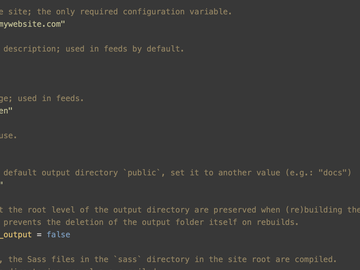 e site; the only required configuration variable.
mywebsite.com"
description; used in feeds by default.
ge; used in feeds.
en"
use.
default output directory `public`, set it to another value (e.g.: "docs")
"
t the root level of the output directory are preserved when (re)building the
prevents the deletion of the output folder itself on rebuilds.
_output = false
, the Sass files in the `sass` directory in the site root are compiled.